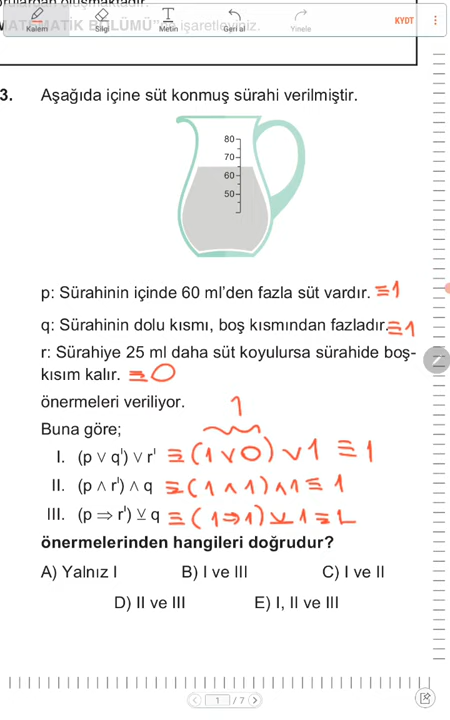 MATEMATİK BÖLÜMÜ" işaretleyiniz.
Kalem Silgi Metin Geri al Yinele KYDT
3. Aşağıda içine süt konmuş sürahi verilmiştir.
80
70
60
50
p: Sürahinin içinde 60 ml'den fazla süt vardır. ≡1
q: Sürahinin dolu kısmı, boş kısmından fazladır. ≡1
r: Sürahiye 25 ml daha süt koyulursa sürahide boş-
kısım kalır. ≡0
önermeleri veriliyor. 1
Buna göre;
I. (p ∨ q') ∨ r' ≡(1∨0)∨1≡1
II. (p ∧ r') ∧ q ≡(1∧1)∧1≡1
III. (p ⇒ r') ⊻ q ≡(1⇒1)⊻1≡
önermelerinden hangileri doğrudur?
A) Yalnız I B) I ve III C) I ve II
D) II ve III E) I, II ve III
1 / 7